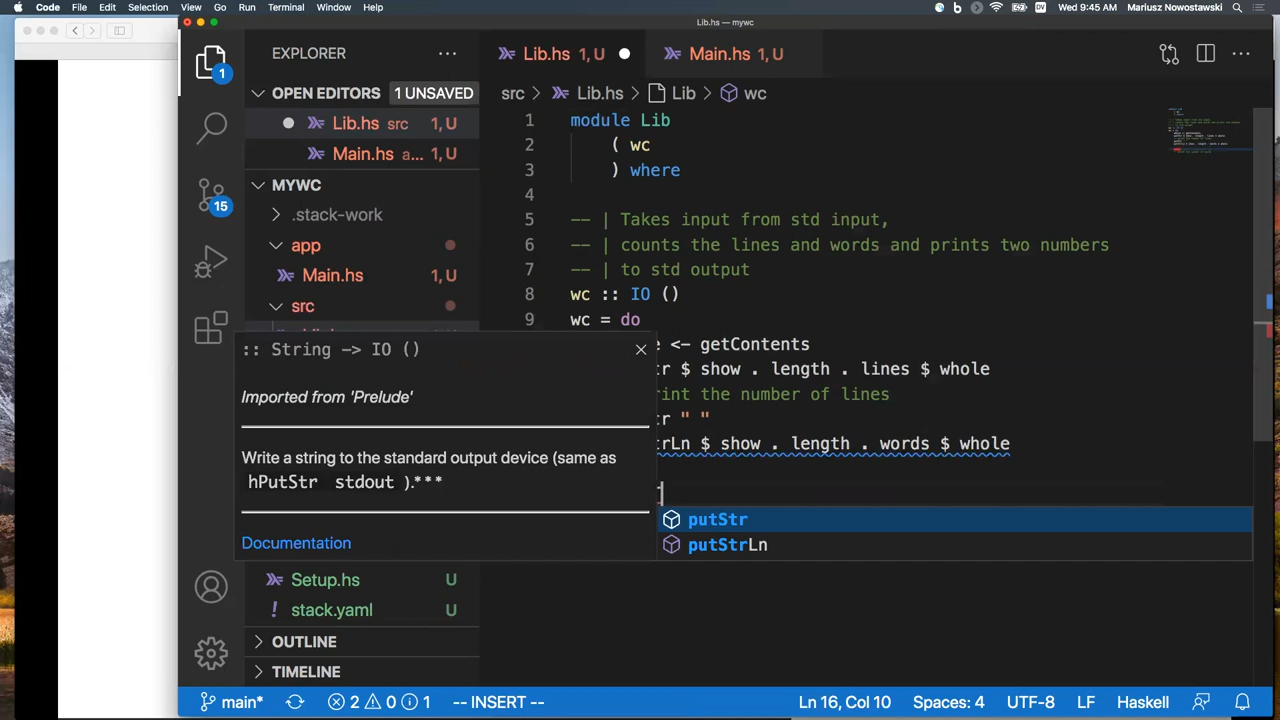 Code File Edit Selection View Go Run Terminal Window Help Wed 9:45 AM Mariusz Nowostawski
Lib.hs — mywc
EXPLORER
Lib.hs 1, U
Main.hs 1, U
OPEN EDITORS 1 UNSAVED
Lib.hs src 1, U
Main.hs a... 1, U
MYWC
.stack-work
app
Main.hs 1, U
src
1
15
src > Lib.hs > Lib > wc
1 module Lib
2 ( wc
3 ) where
4
5 -- | Takes input from std input,
6 -- | counts the lines and words and prints two numbers
7 -- | to std output
8 wc :: IO ()
9 wc = do
e <- getContents
tr $ show . length . lines $ whole
rint the number of lines
tr " "
trLn $ show . length . words $ whole
:: String -> IO ()
Imported from 'Prelude'
Write a string to the standard output device (same as
hPutStr stdout ).***
Documentation
putStr
putStrLn
Setup.hs U
stack.yaml U
OUTLINE
TIMELINE
main* 2 0 1 -- INSERT -- Ln 16, Col 10 Spaces: 4 UTF-8 LF Haskell